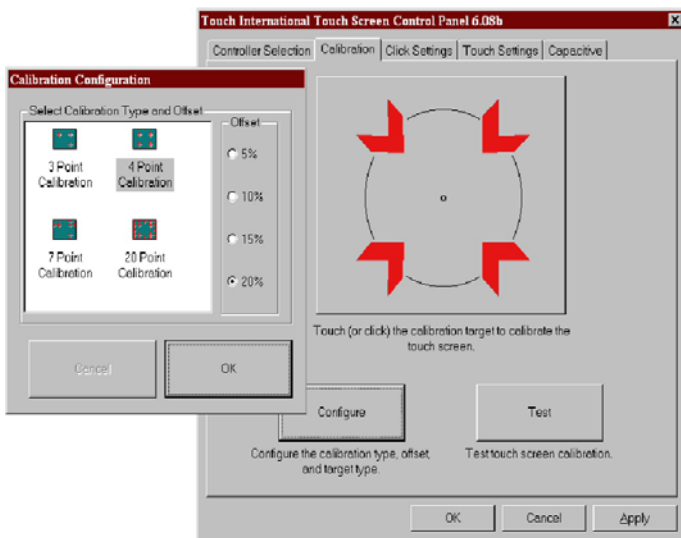 Touch International Touch Screen Control Panel 6.08b
Controller Selection Calibration Click Settings Touch Settings Capacitive
Calibration Configuration
Select Calibration Type and Offset
Offset
3 Point
Calibration
4 Point
Calibration
7 Point
Calibration
20 Point
Calibration
5%
10%
15%
20%
Cancel
OK
Touch (or click) the calibration target to calibrate the
touch screen.
Configure
Test
Configure the calibration type, offset,
and target type.
Test touch screen calibration.
OK
Cancel
Apply